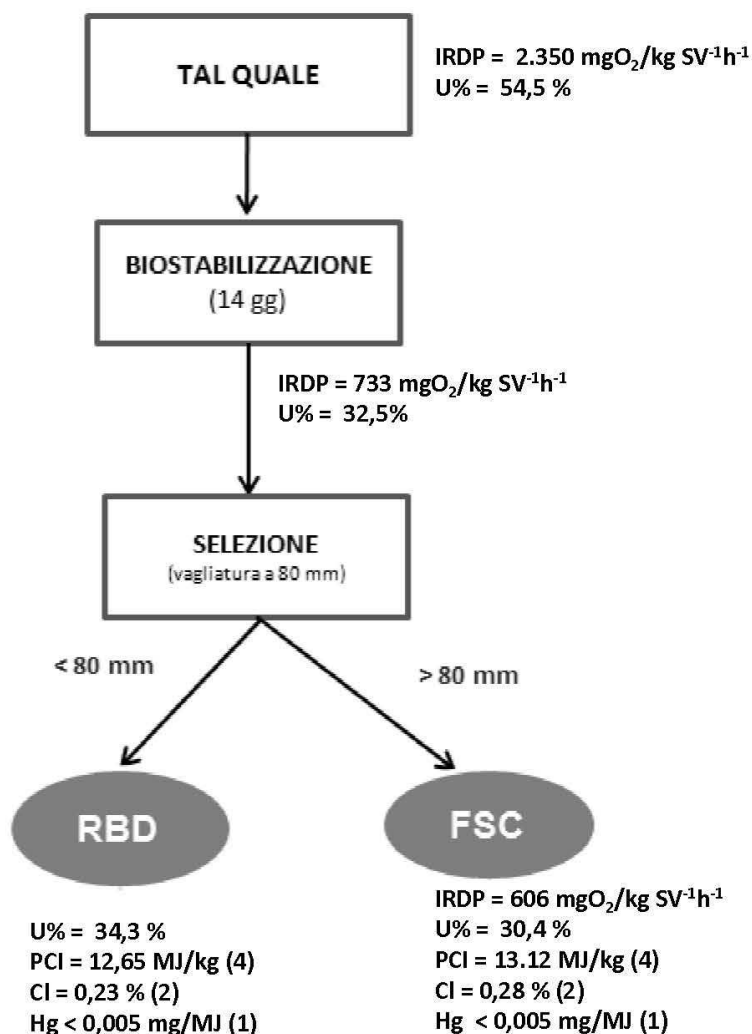 TAL QUALE
IRDP = 2.350 mgO₂/kg SV⁻¹h⁻¹
U% = 54,5 %
BIOSTABILIZZAZIONE
(14 gg)
IRDP = 733 mgO₂/kg SV⁻¹h⁻¹
U% = 32,5%
SELEZIONE
(vagliatura a 80 mm)
< 80 mm
> 80 mm
RBD
FSC
U% = 34,3 %
PCI = 12,65 MJ/kg (4)
Cl = 0,23 % (2)
Hg < 0,005 mg/MJ (1)
IRDP = 606 mgO₂/kg SV⁻¹h⁻¹
U% = 30,4 %
PCI = 13.12 MJ/kg (4)
Cl = 0,28 % (2)
Hg < 0,005 mg/MJ (1)